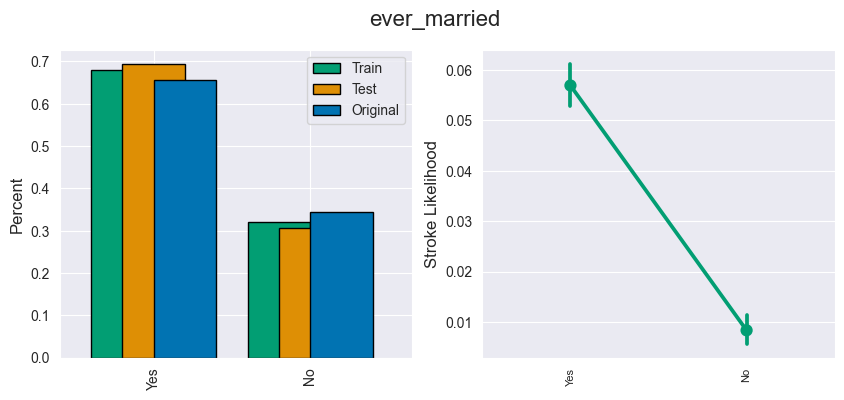 ever_married
Percent
0.7
0.6
0.5
0.4
0.3
0.2
0.1
0.0
Yes
No
Train
Test
Original
Stroke Likelihood
0.06
0.05
0.04
0.03
0.02
0.01
Yes
No